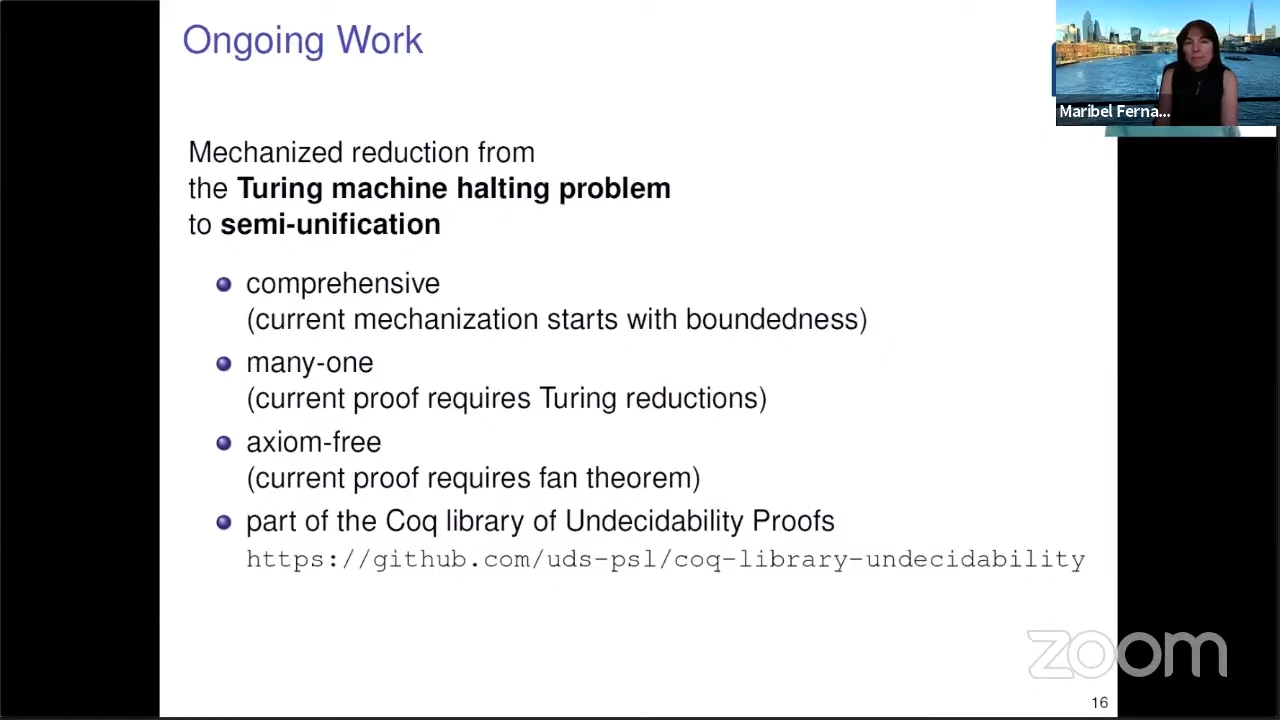 Ongoing Work
Maribel Ferna...
Mechanized reduction from
the Turing machine halting problem
to semi-unification
comprehensive
(current mechanization starts with boundedness)
many-one
(current proof requires Turing reductions)
axiom-free
(current proof requires fan theorem)
part of the Coq library of Undecidability Proofs
https://github.com/uds-psl/coq-library-undecidability
zoom
16